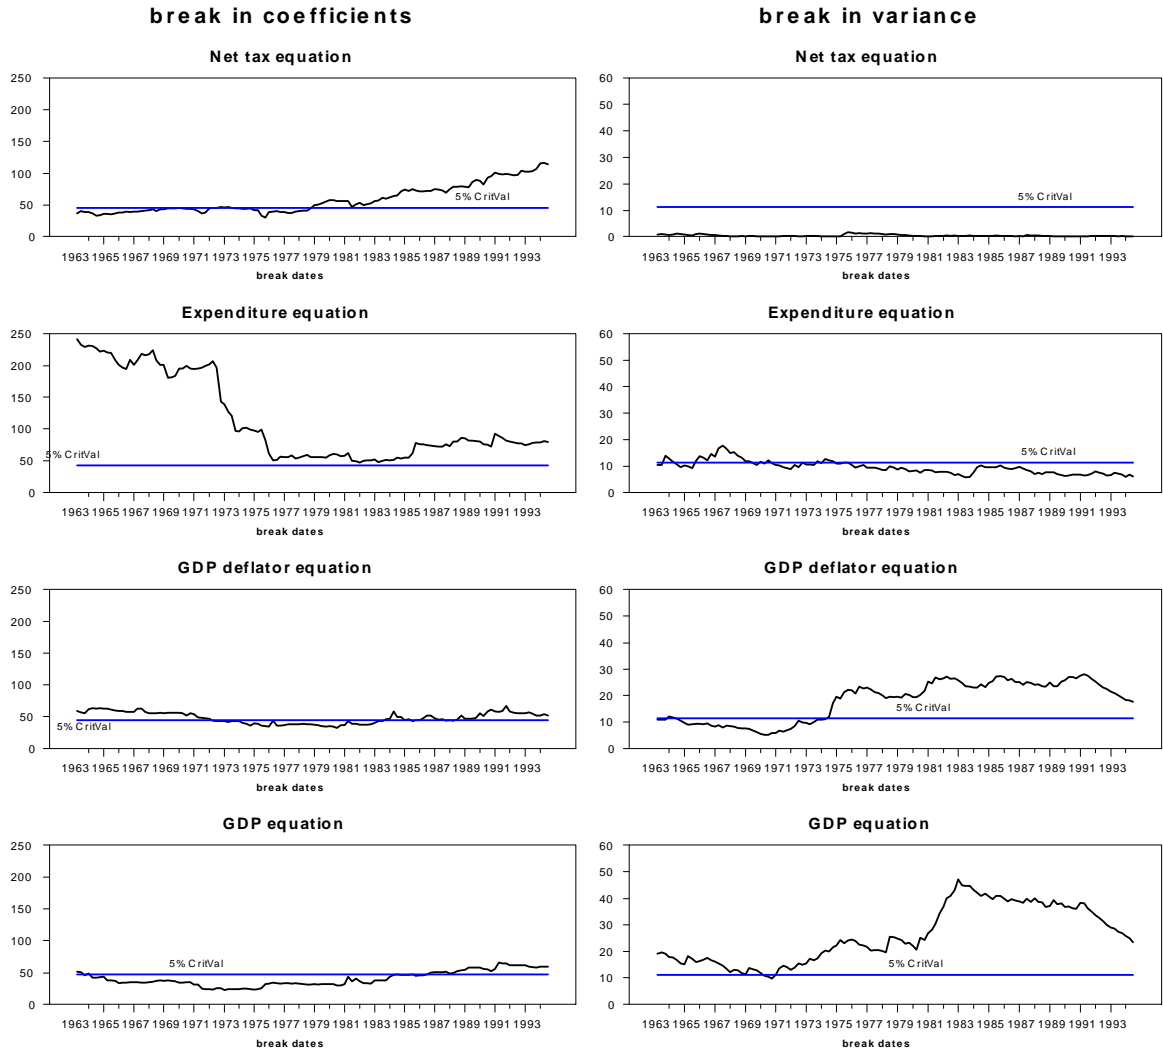 break in coefficients
break in variance
Net tax equation
250
200
150
100
50
0
5% CritVal
1963 1965 1967 1969 1971 1973 1975 1977 1979 1981 1983 1985 1987 1989 1991 1993
break dates
Net tax equation
60
50
40
30
20
10
0
5% CritVal
1963 1965 1967 1969 1971 1973 1975 1977 1979 1981 1983 1985 1987 1989 1991 1993
break dates
Expenditure equation
250
200
150
100
50
0
5% CritVal
1963 1965 1967 1969 1971 1973 1975 1977 1979 1981 1983 1985 1987 1989 1991 1993
break dates
Expenditure equation
60
50
40
30
20
10
0
5% CritVal
1963 1965 1967 1969 1971 1973 1975 1977 1979 1981 1983 1985 1987 1989 1991 1993
break dates
GDP deflator equation
250
200
150
100
50
0
5% CritVal
1963 1965 1967 1969 1971 1973 1975 1977 1979 1981 1983 1985 1987 1989 1991 1993
break dates
GDP deflator equation
60
50
40
30
20
10
0
5% CritVal
1963 1965 1967 1969 1971 1973 1975 1977 1979 1981 1983 1985 1987 1989 1991 1993
break dates
GDP equation
250
200
150
100
50
0
5% CritVal
1963 1965 1967 1969 1971 1973 1975 1977 1979 1981 1983 1985 1987 1989 1991 1993
break dates
GDP equation
60
50
40
30
20
10
0
5% CritVal
1963 1965 1967 1969 1971 1973 1975 1977 1979 1981 1983 1985 1987 1989 1991 1993
break dates